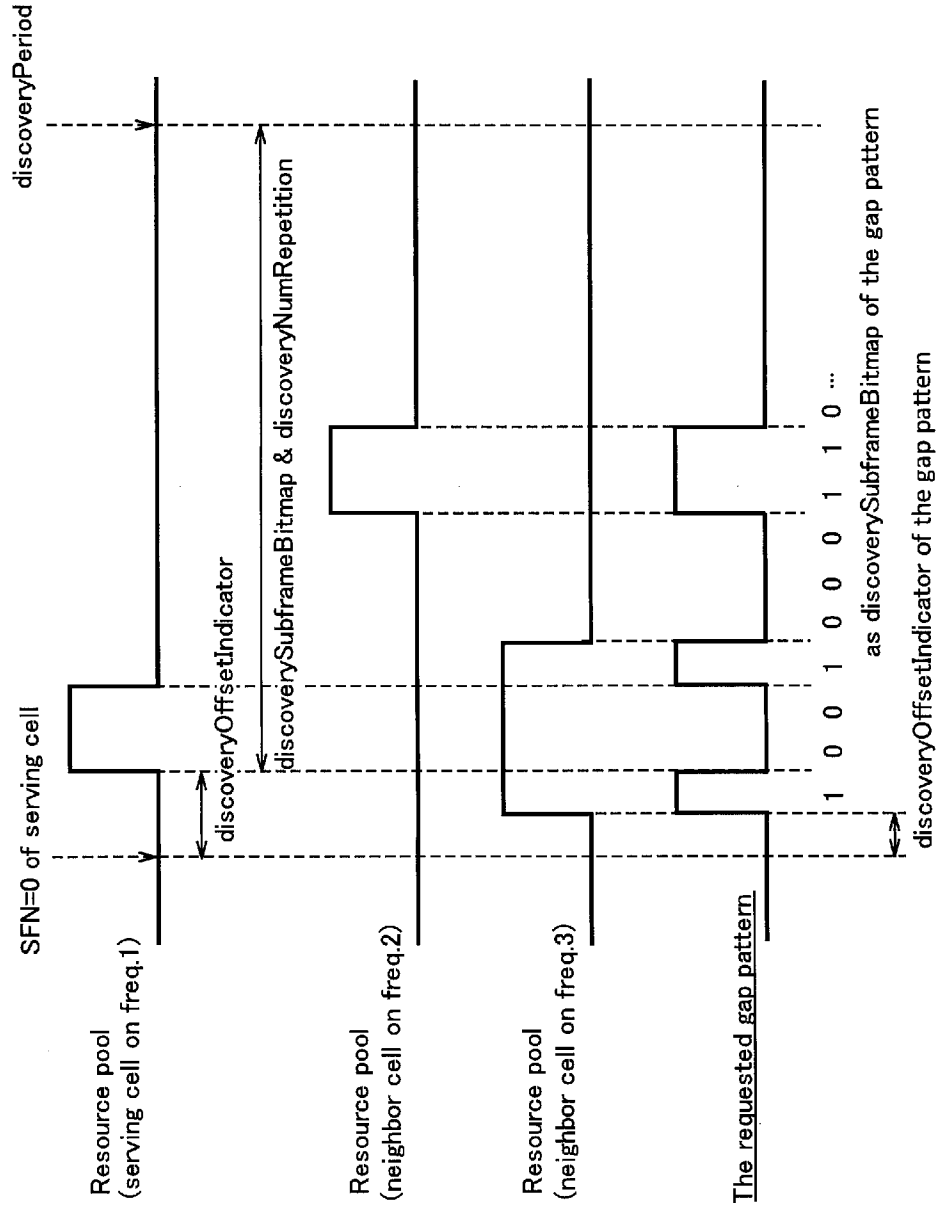 SFN=0 of serving cell
discoveryPeriod
Resource pool
(serving cell on freq.1)
discoveryOffsetIndicator
discoverySubframeBitmap & discoveryNumRepetition
Resource pool
(neighbor cell on freq.2)
Resource pool
(neighbor cell on freq.3)
The requested gap pattern
1 0 0 1 0 0 0 1 1 0 ...
as discoverySubframeBitmap of the gap pattern
discoveryOffsetIndicator of the gap pattern